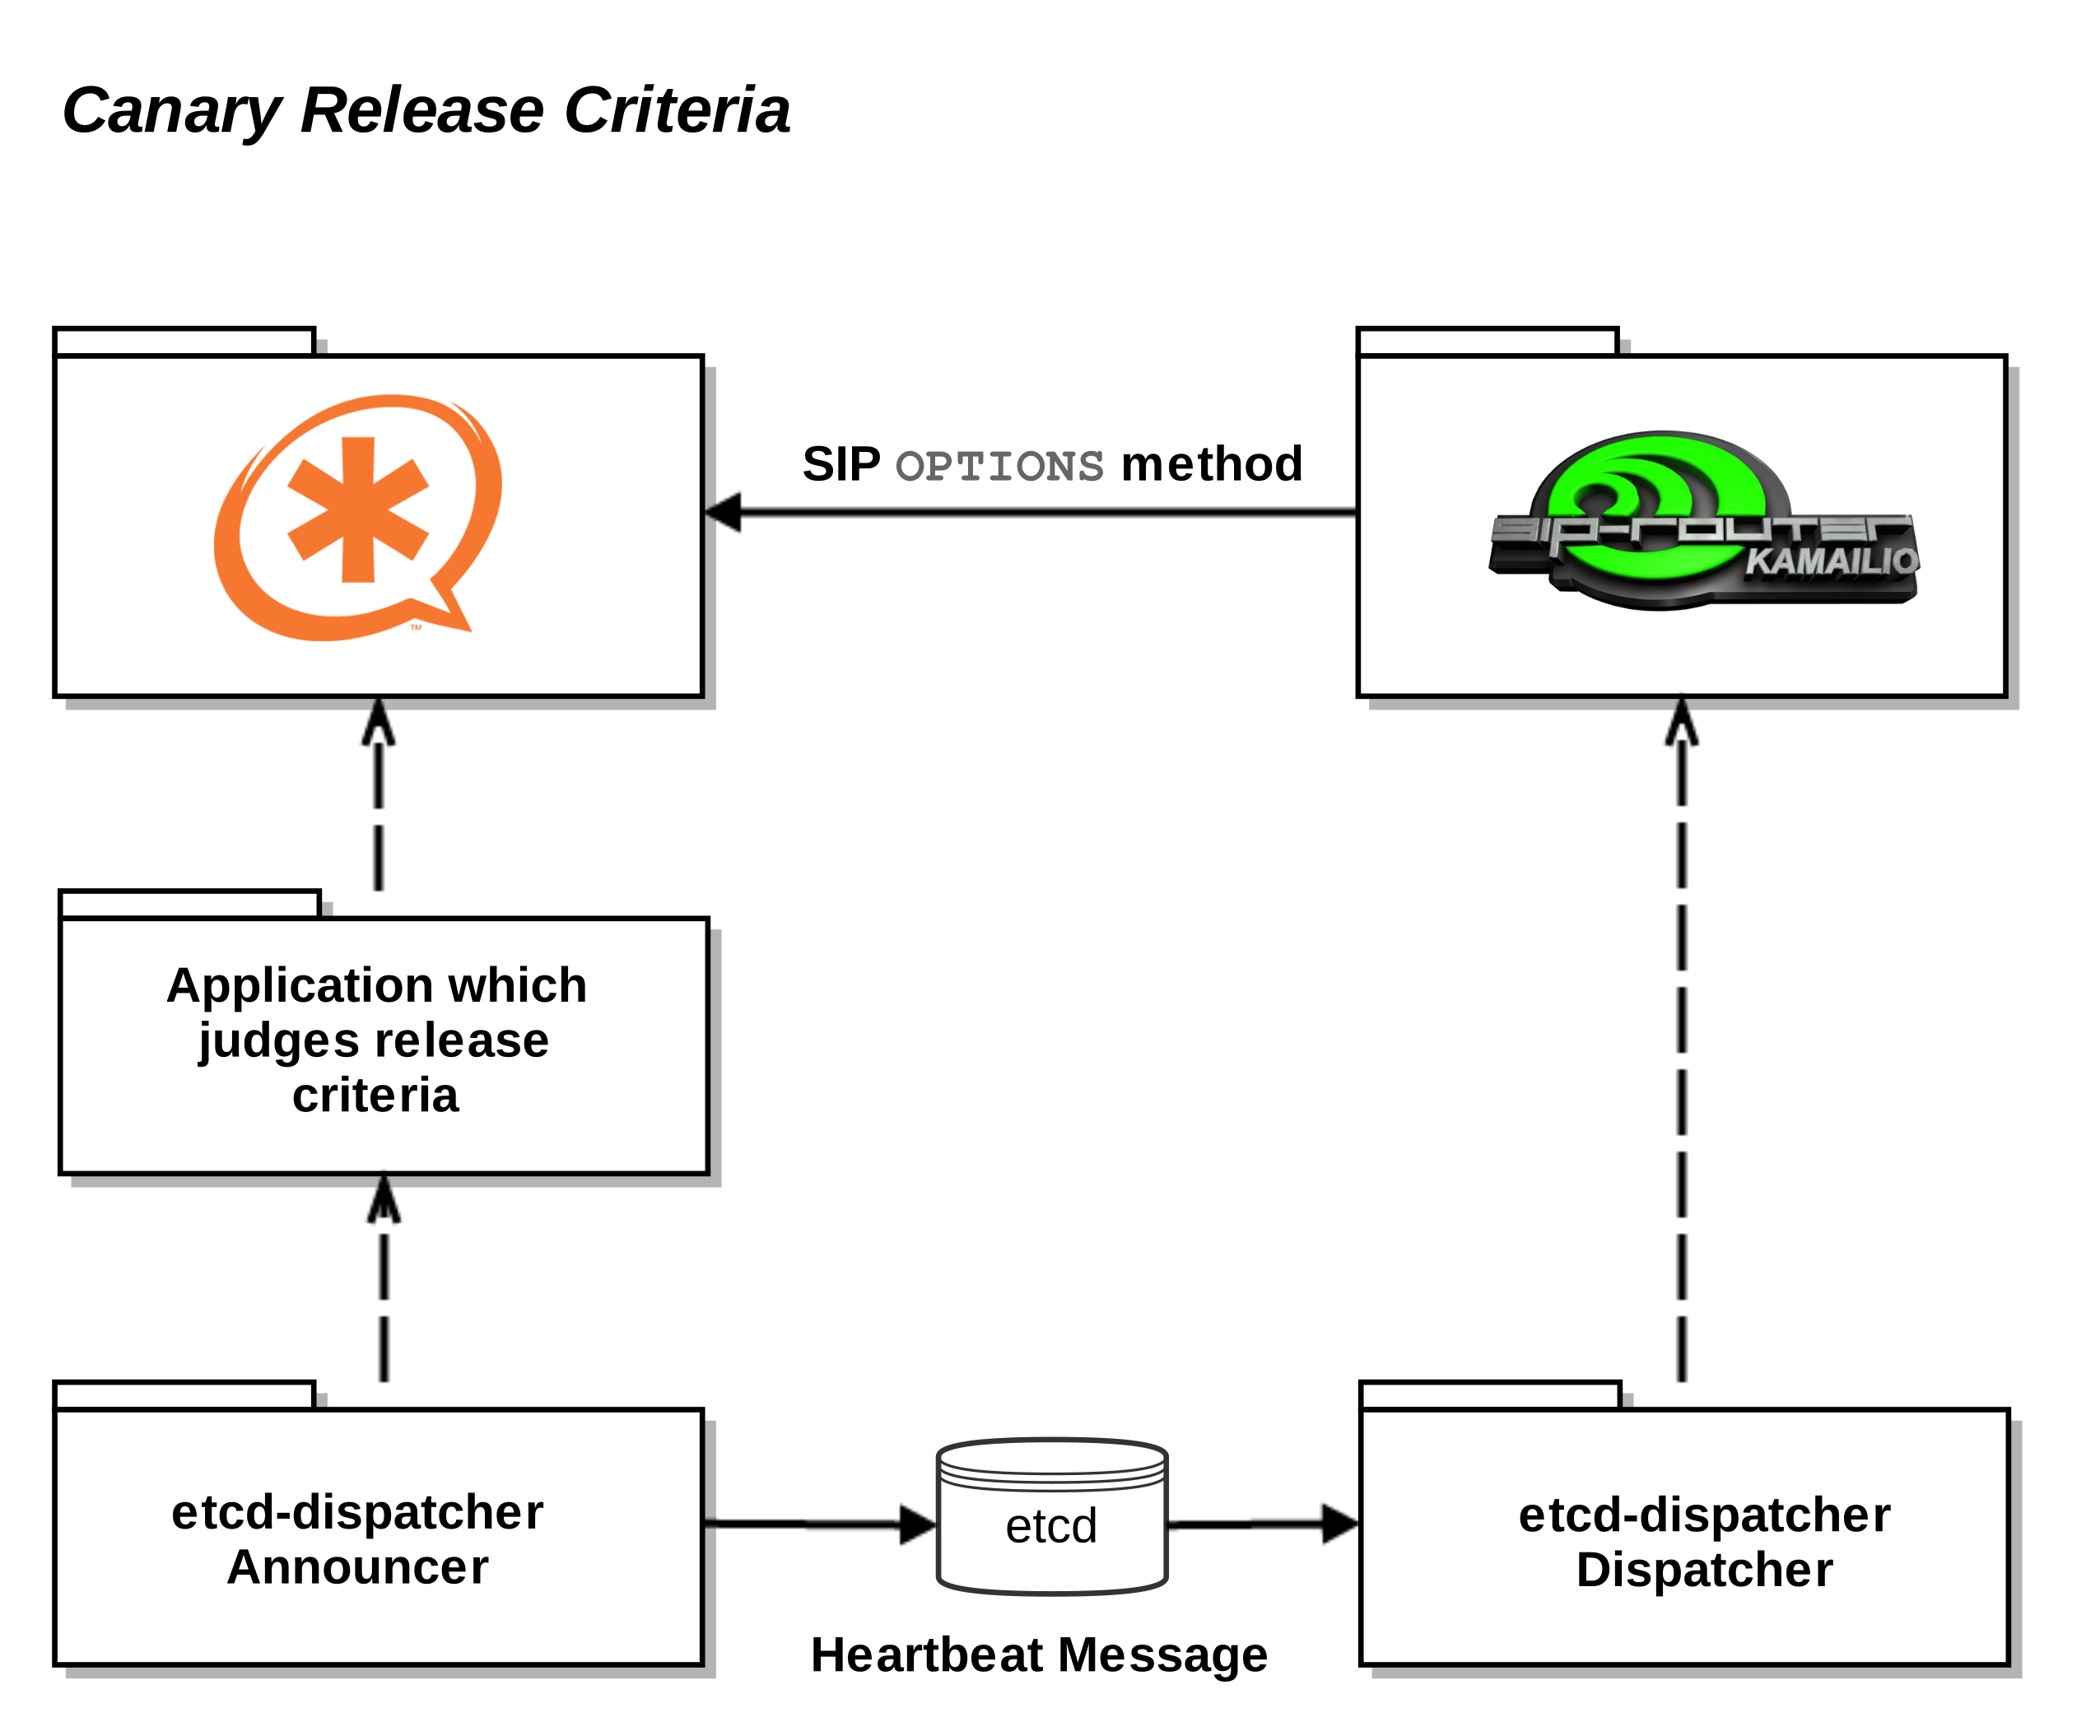 Canary Release Criteria
SIP OPTIONS method
sip-router
KAMAILIO
TM
Application which
judges release
criteria
etcd-dispatcher
Announcer
etcd
etcd-dispatcher
Dispatcher
Heartbeat Message